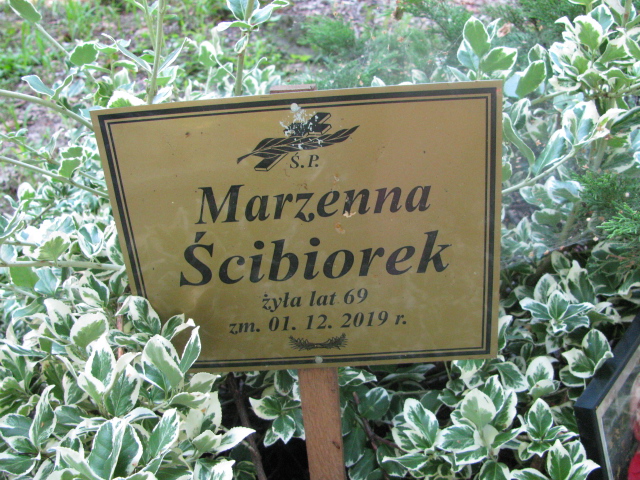 Ś.P.
Marzenna
Ścibiorek
żyła lat 69
zm. 01. 12. 2019 r.